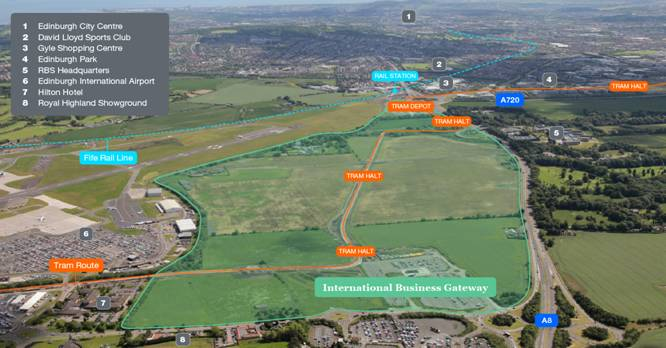 1 Edinburgh City Centre
2 David Lloyd Sports Club
3 Gyle Shopping Centre
4 Edinburgh Park
5 RBS Headquarters
6 Edinburgh International Airport
7 Hilton Hotel
8 Royal Highland Showground
1
2
RAIL STATION
3
4
TRAM HALT
A720
TRAM DEPOT
TRAM HALT
5
Fife Rail Line
TRAM HALT
6
TRAM HALT
Tram Route
International Business Gateway
7
A8
8